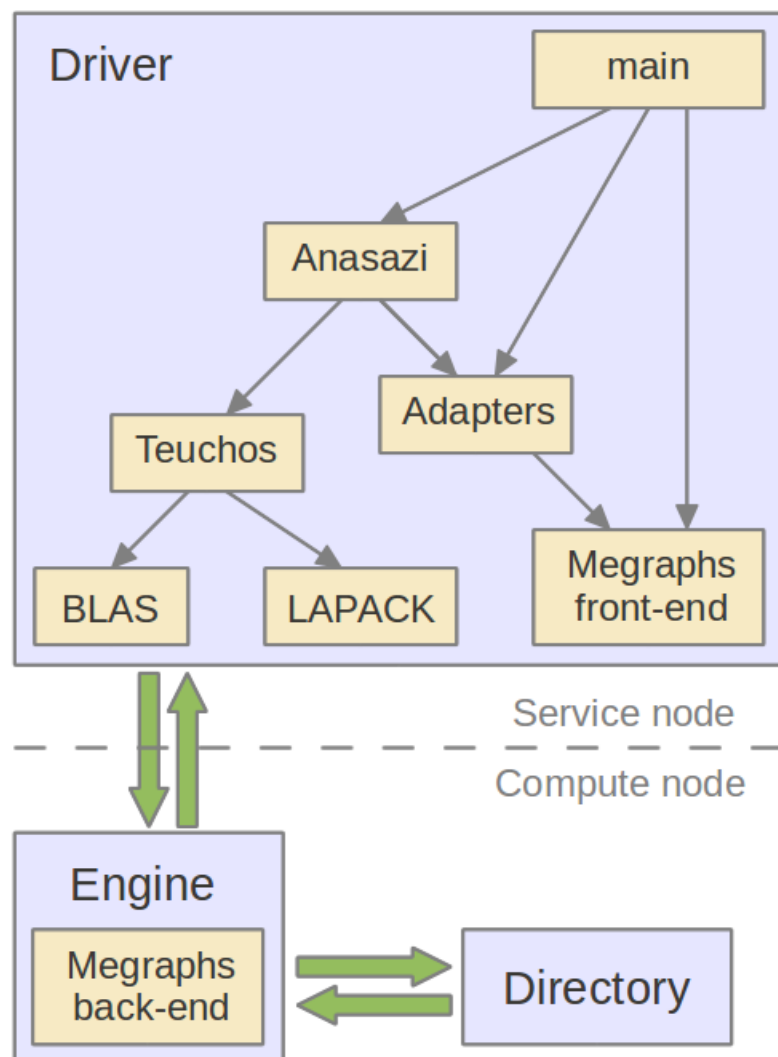 Driver
main
Anasazi
Adapters
Teuchos
BLAS
LAPACK
Megraphs
front-end
Service node
Compute node
Engine
Megraphs
back-end
Directory